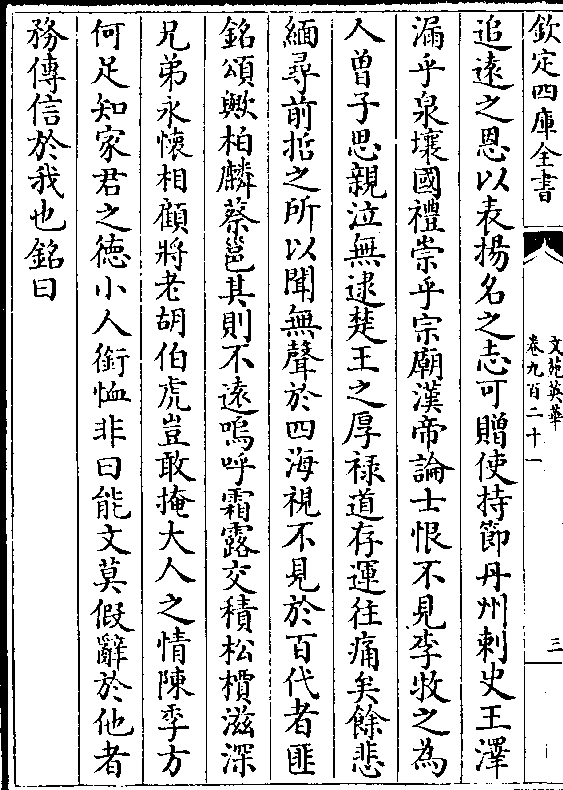 欽定四庫全書
文苑英華
卷九百二十一
三
追遠之恩以表揚名之志可贈使持節丹州刺史王澤
漏乎泉壤國禮崇乎宗廟漢帝論士恨不見李牧之為
人曾子思親泣無逮楚王之厚禄道存運往痛矣餘悲
緬尋前哲之所以聞無聲於四海視不見於百代者匪
銘頌歟柏麟蔡邕其則不遠嗚呼霜露交積松檟滋深
兄弟永懷相顧將老胡伯虎豈敢掩大人之情陳季方
何足知家君之徳小人銜恤非曰能文莫假辭於他者
務傳信於我也銘曰